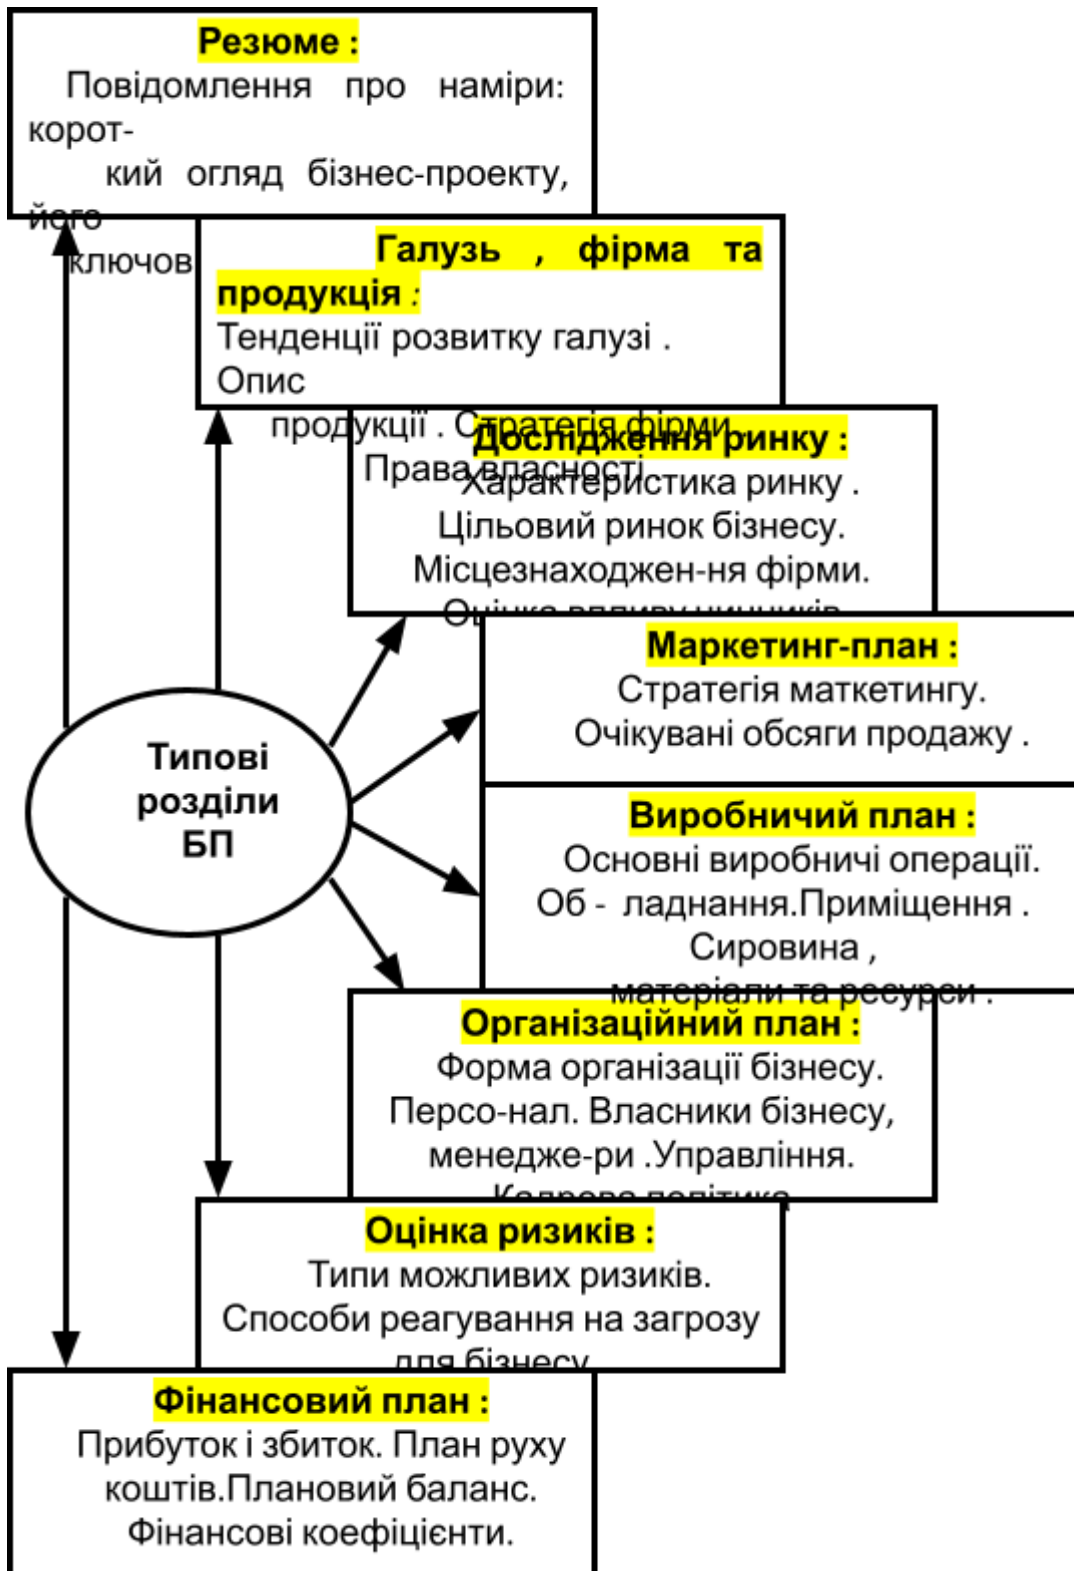 Резюме :
Повідомлення про наміри:
корот-
кий огляд бізнес-проекту,
його
ключов
Галузь , фірма та
продукція :
Тенденції розвитку галузі .
Опис
продукції . Стратегія фірми .
Права власності
Дослідження ринку :
Характеристика ринку .
Цільовий ринок бізнесу.
Місцезнаходжен-ня фірми.
Оцінка впливу чинників
Маркетинг-план :
Стратегія маткетингу.
Очікувані обсяги продажу .
Типові
розділи
БП
Виробничий план :
Основні виробничі операції.
Об - ладнання.Приміщення .
Сировина ,
матеріали та ресурси .
Організаційний план :
Форма організації бізнесу.
Персо-нал. Власники бізнесу,
менедже-ри .Управління.
Кадрова політика
Оцінка ризиків :
Типи можливих ризиків.
Способи реагування на загрозу
для бізнесу
Фінансовий план :
Прибуток і збиток. План руху
коштів.Плановий баланс.
Фінансові коефіцієнти.